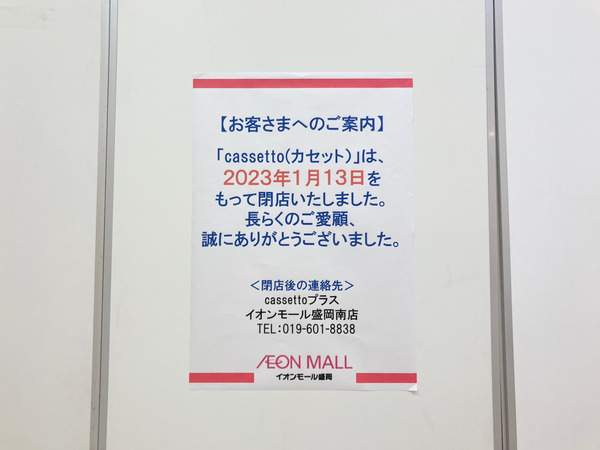 【お客さまへのご案内】
「cassetto(カセット)」は、
2023年1月13日を
もって閉店いたしました。
長らくのご愛顧、
誠にありがとうございました。
＜閉店後の連絡先＞
cassettoプラス
イオンモール盛岡南店
TEL：019-601-8838
ÆON MALL
イオンモール盛岡